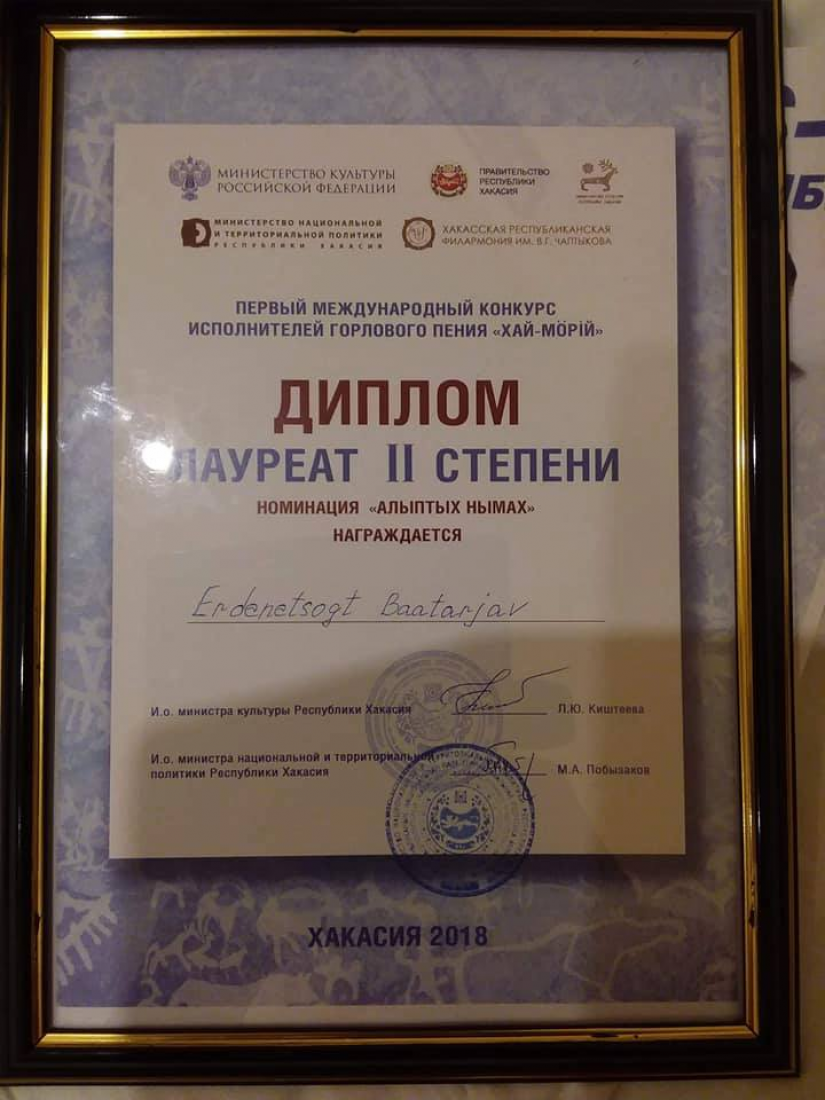 МИНИСТЕРСТВО КУЛЬТУРЫ
РОССИЙСКОЙ ФЕДЕРАЦИИ
ПРАВИТЕЛЬСТВО
РЕСПУБЛИКИ
ХАКАСИЯ
МИНИСТЕРСТВО НАЦИОНАЛЬНОЙ
И ТЕРРИТОРИАЛЬНОЙ ПОЛИТИКИ
РЕСПУБЛИКИ ХАКАСИЯ
ХАКАССКАЯ РЕСПУБЛИКАНСКАЯ
ФИЛАРМОНИЯ ИМ. В.Г. ЧАПТЫКОВА
ПЕРВЫЙ МЕЖДУНАРОДНЫЙ КОНКУРС
ИСПОЛНИТЕЛЕЙ ГОРЛОВОГО ПЕНИЯ «ХАЙ-МÖРIЙ»
ДИПЛОМ
ЛАУРЕАТ II СТЕПЕНИ
НОМИНАЦИЯ «АЛЫПТЫХ НЫМАХ»
НАГРАЖДАЕТСЯ
Erdenetsogt Baatarjav
И.о. министра культуры Республики Хакасия Л.Ю. Киштеева
И.о. министра национальной и территориальной
политики Республики Хакасия М.А. Побызаков
ХАКАСИЯ 2018